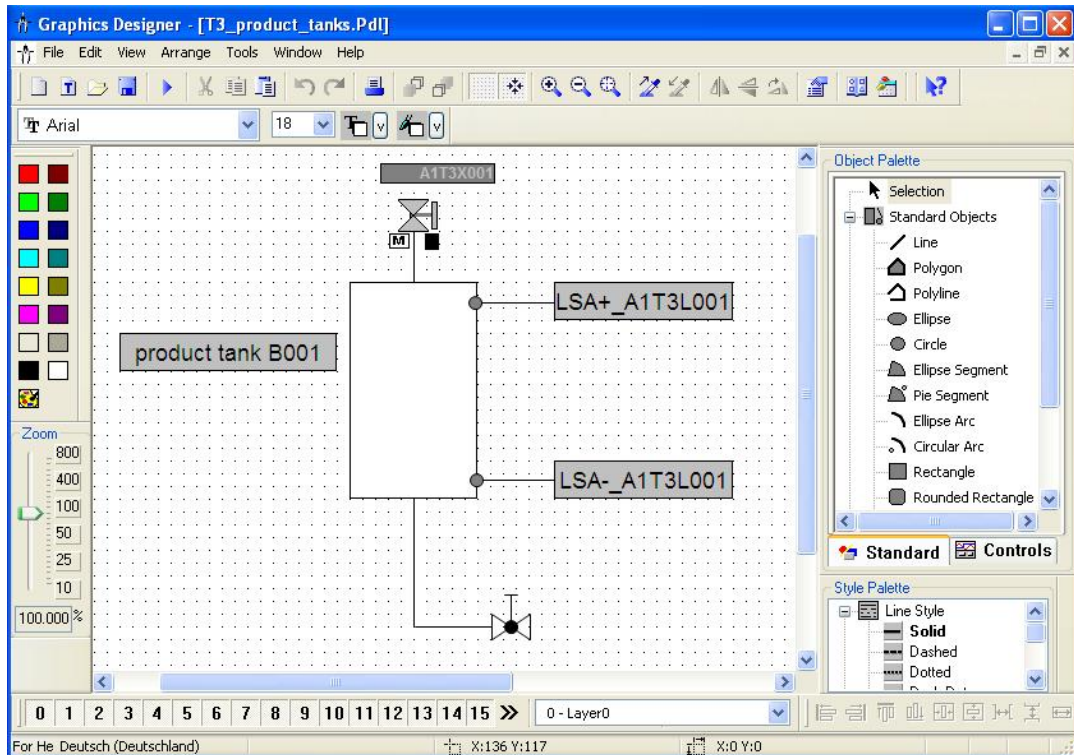 Graphics Designer - [T3_product_tanks.Pdl]
File Edit View Arrange Tools Window Help
Arial 18
A1T3X001
M
LSA+_A1T3L001
product tank B001
LSA-_A1T3L001
Zoom
800
400
100
50
25
10
100.000 %
Object Palette
Selection
Standard Objects
Line
Polygon
Polyline
Ellipse
Circle
Ellipse Segment
Pie Segment
Ellipse Arc
Circular Arc
Rectangle
Rounded Rectangle
Standard Controls
Style Palette
Line Style
Solid
Dashed
Dotted
0 1 2 3 4 5 6 7 8 9 10 11 12 13 14 15 0 - Layer0
For He Deutsch (Deutschland) X:136 Y:117 X:0 Y:0